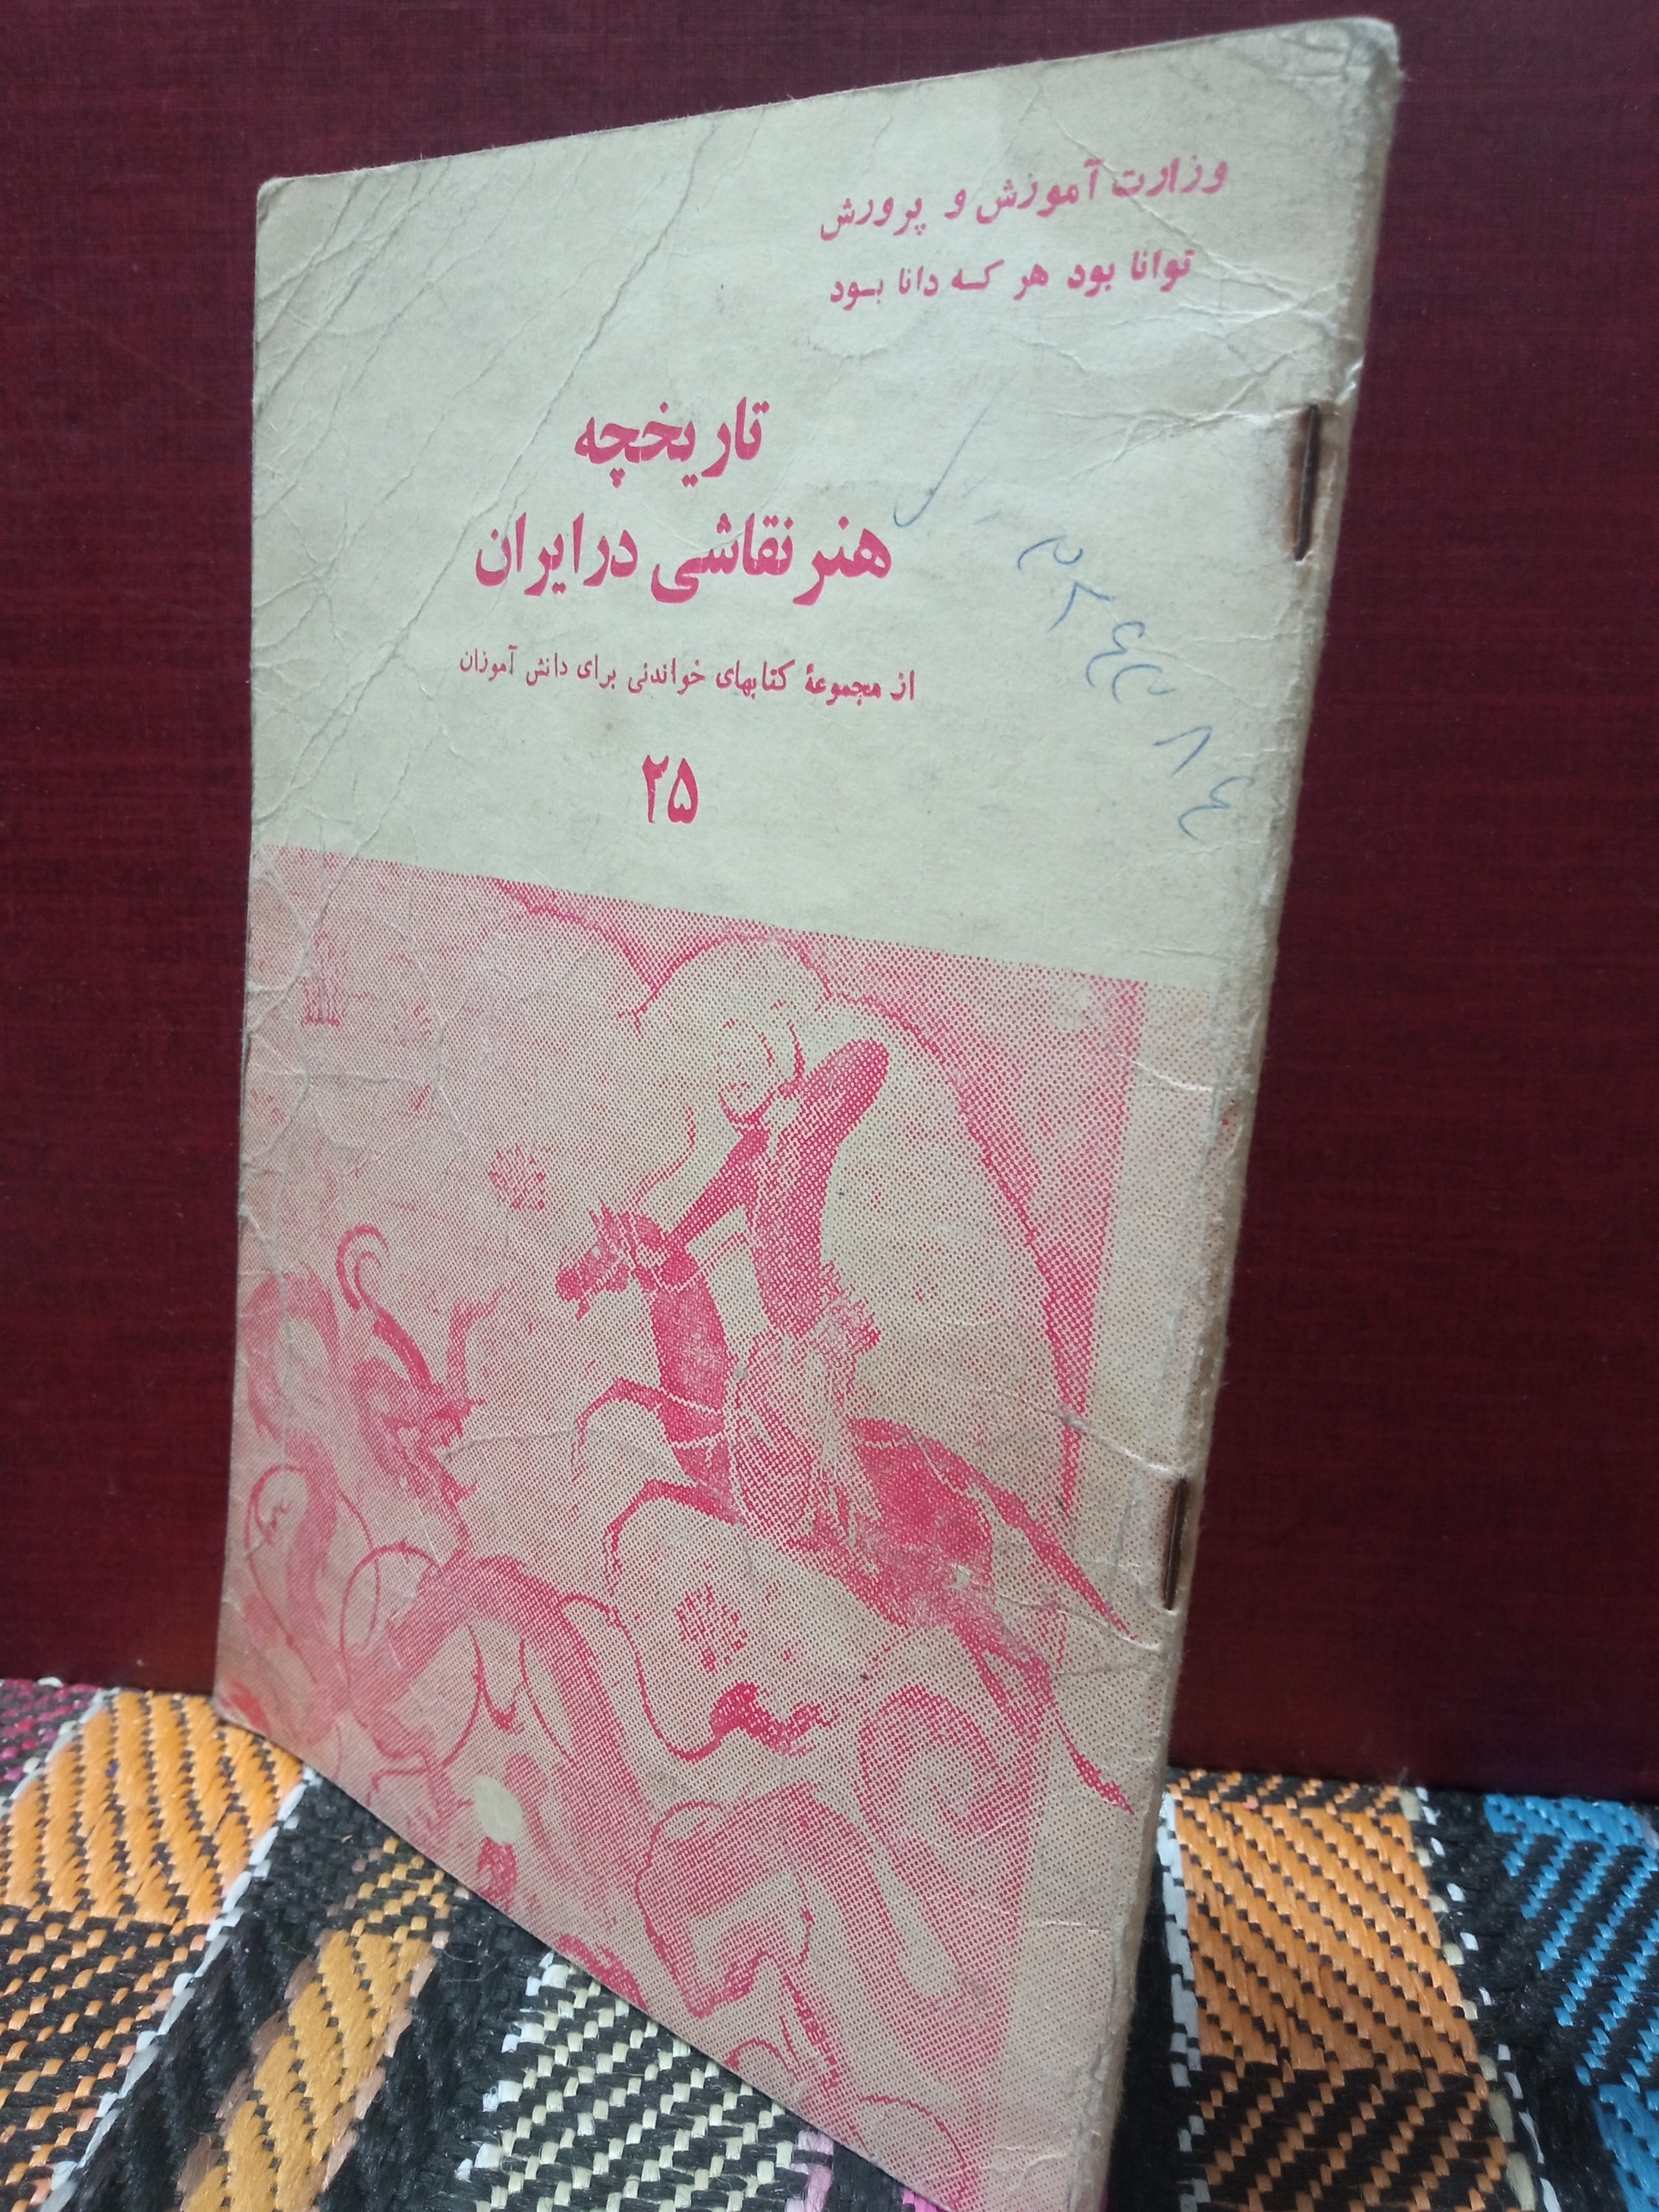 وزارت آموزش و پرورش
توانا بود هر که دانا بود
تاریخچه
هنر نقاشی در ایران
از مجموعهٔ کتابهای خواندنی برای دانش آموزان
۲۵